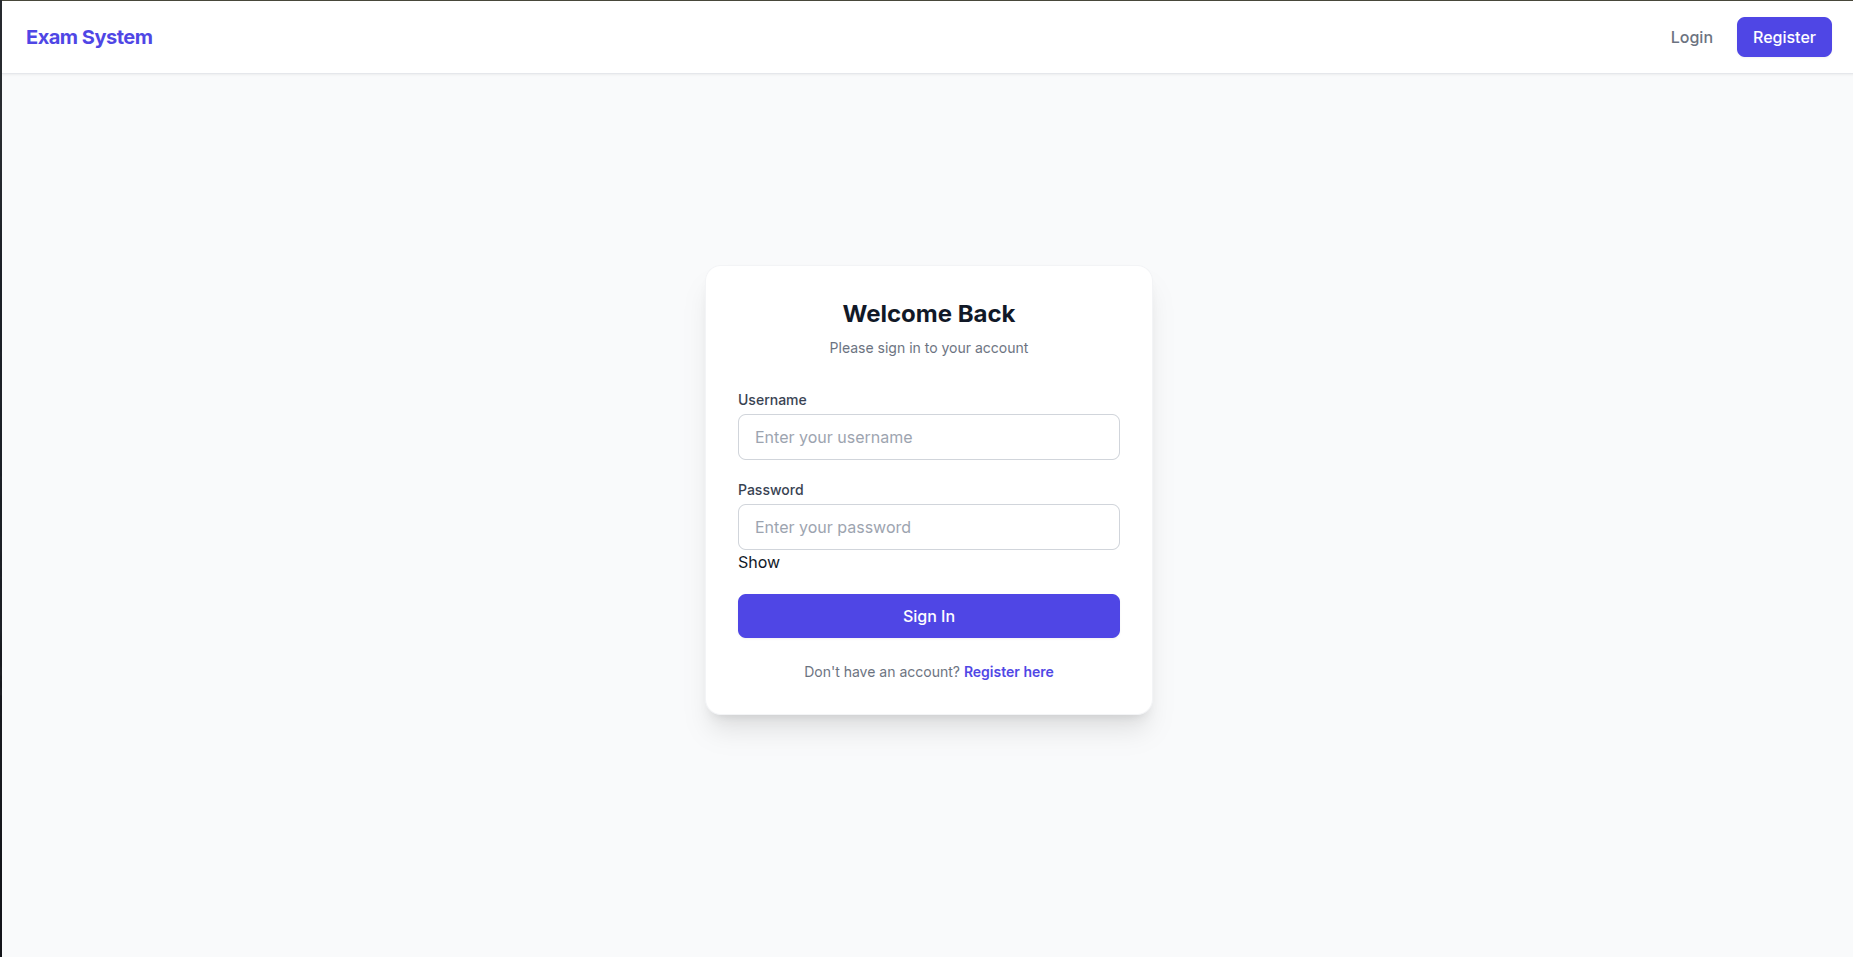 Exam System
Login
Register
Welcome Back
Please sign in to your account
Username
Enter your username
Password
Enter your password
Show
Sign In
Don't have an account? Register here